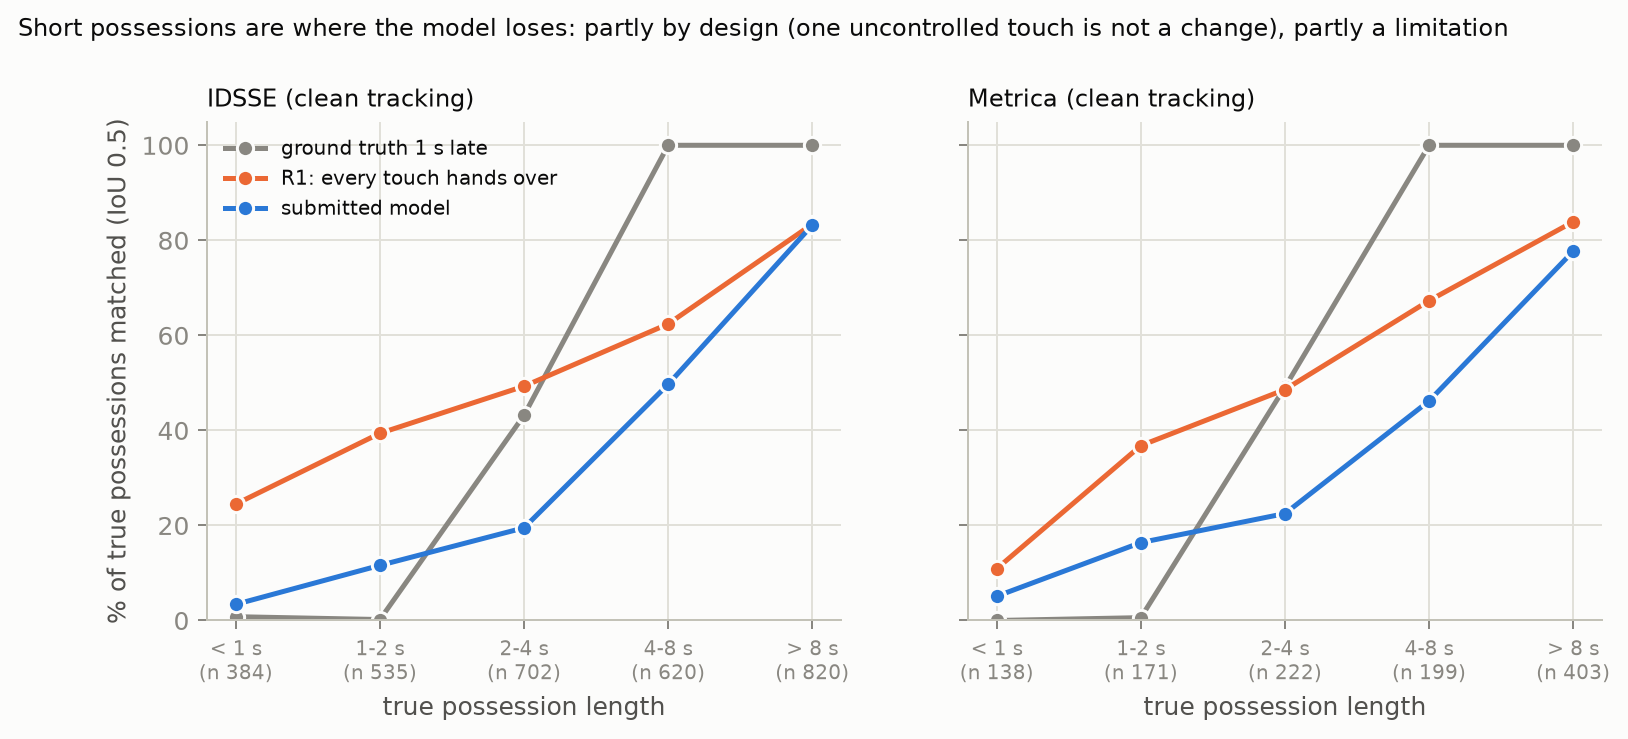 Short possessions are where the model loses: partly by design (one uncontrolled touch is not a change), partly a limitation
IDSSE (clean tracking)
% of true possessions matched (IoU 0.5)
100
80
60
40
20
0
ground truth 1 s late
R1: every touch hands over
submitted model
< 1 s
(n 384)
1-2 s
(n 535)
2-4 s
(n 702)
4-8 s
(n 620)
> 8 s
(n 820)
true possession length
Metrica (clean tracking)
< 1 s
(n 138)
1-2 s
(n 171)
2-4 s
(n 222)
4-8 s
(n 199)
> 8 s
(n 403)
true possession length